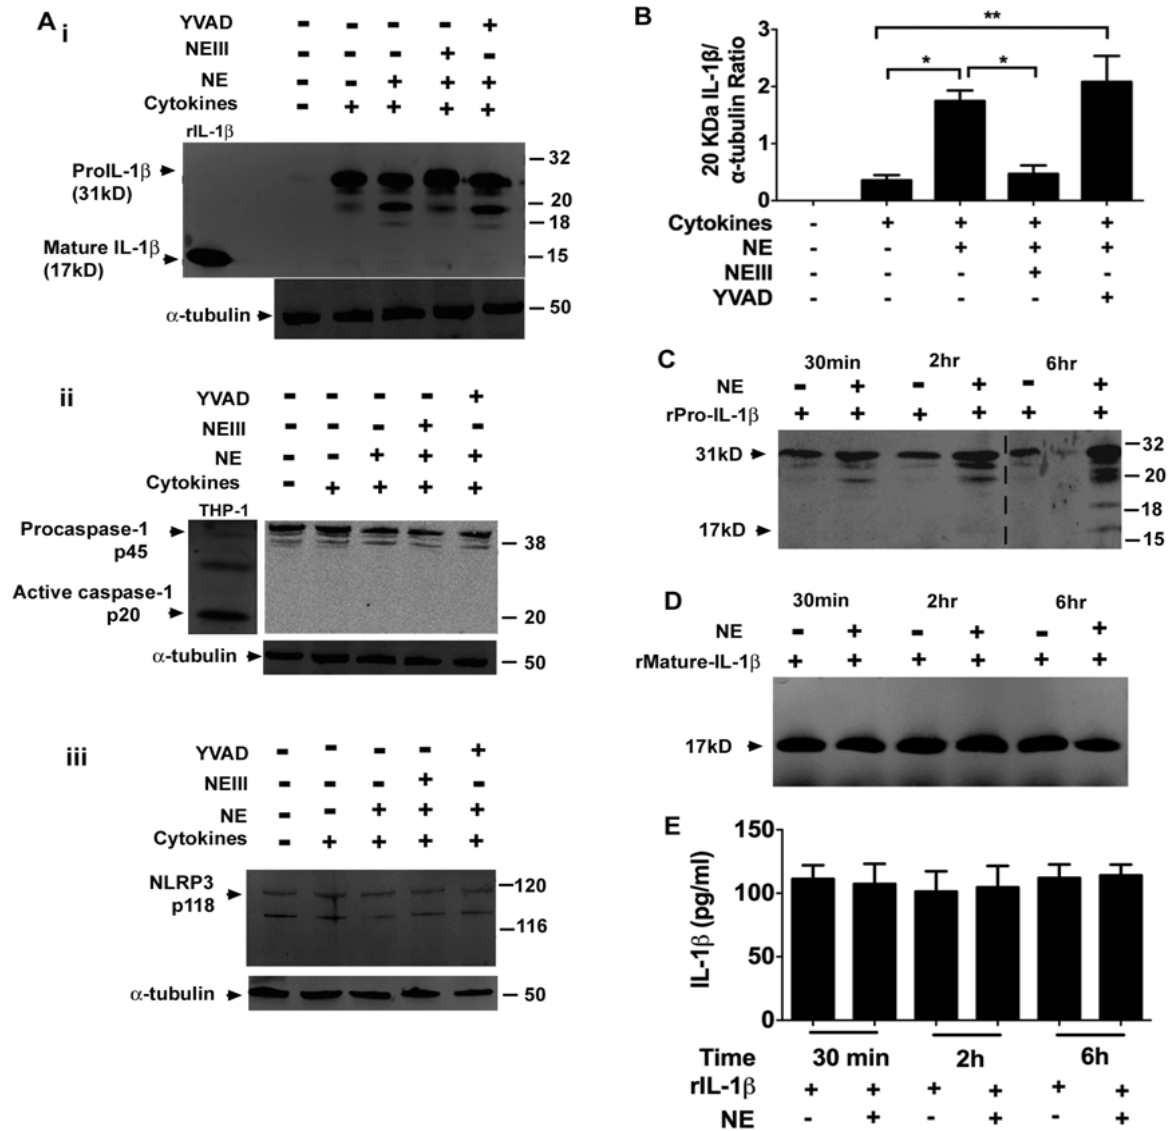 A i
YVAD - - - - +
NEIII - - - + -
NE - - + + +
Cytokines - + + + +
rIL-1β
ProIL-1β
(31kD)
32
20
18
Mature IL-1β
(17kD)
15
α-tubulin
50
ii
YVAD - - - - +
NEIII - - - + -
NE - - + + +
Cytokines - + + + +
THP-1
Procaspase-1
p45
38
Active caspase-1
p20
20
α-tubulin
50
iii
YVAD - - - - +
NEIII - - - + -
NE - - + + +
Cytokines - + + + +
NLRP3
p118
120
116
α-tubulin
50
B
20 KDa IL-1β/
α-tubulin Ratio
3
2
1
0
**
* *
Cytokines - + + + +
NE - - + + +
NEIII - - - + -
YVAD - - - - +
C
30min 2hr 6hr
NE - + - + - +
rPro-IL-1β + + + + + +
31kD
32
20
18
17kD
15
D
30min 2hr 6hr
NE - + - + - +
rMature-IL-1β + + + + + +
17kD
E
IL-1β (pg/ml)
150
100
50
0
Time 30 min 2h 6h
rIL-1β + + + + + +
NE - + - + - +